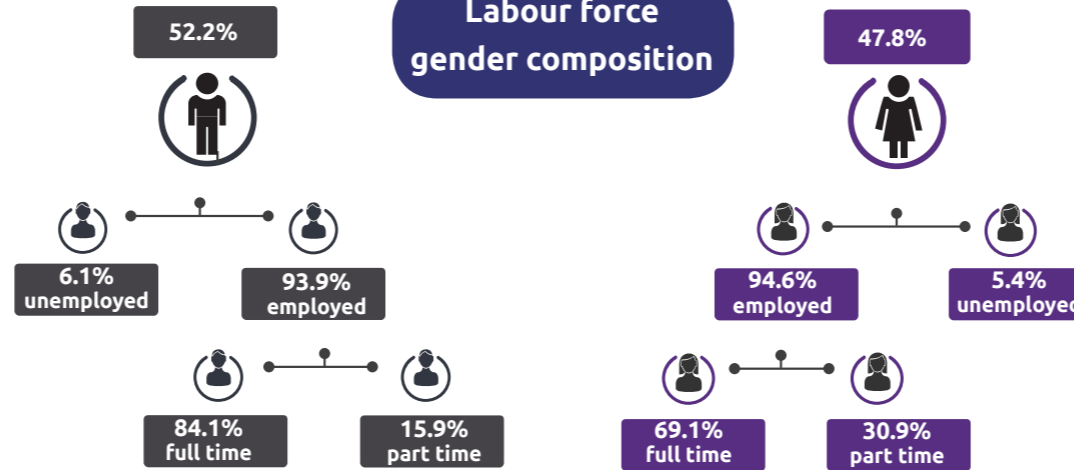 Labour force
gender composition
52.2%
47.8%
6.1%
unemployed
93.9%
employed
94.6%
employed
5.4%
unemployed
84.1%
full time
15.9%
part time
69.1%
full time
30.9%
part time